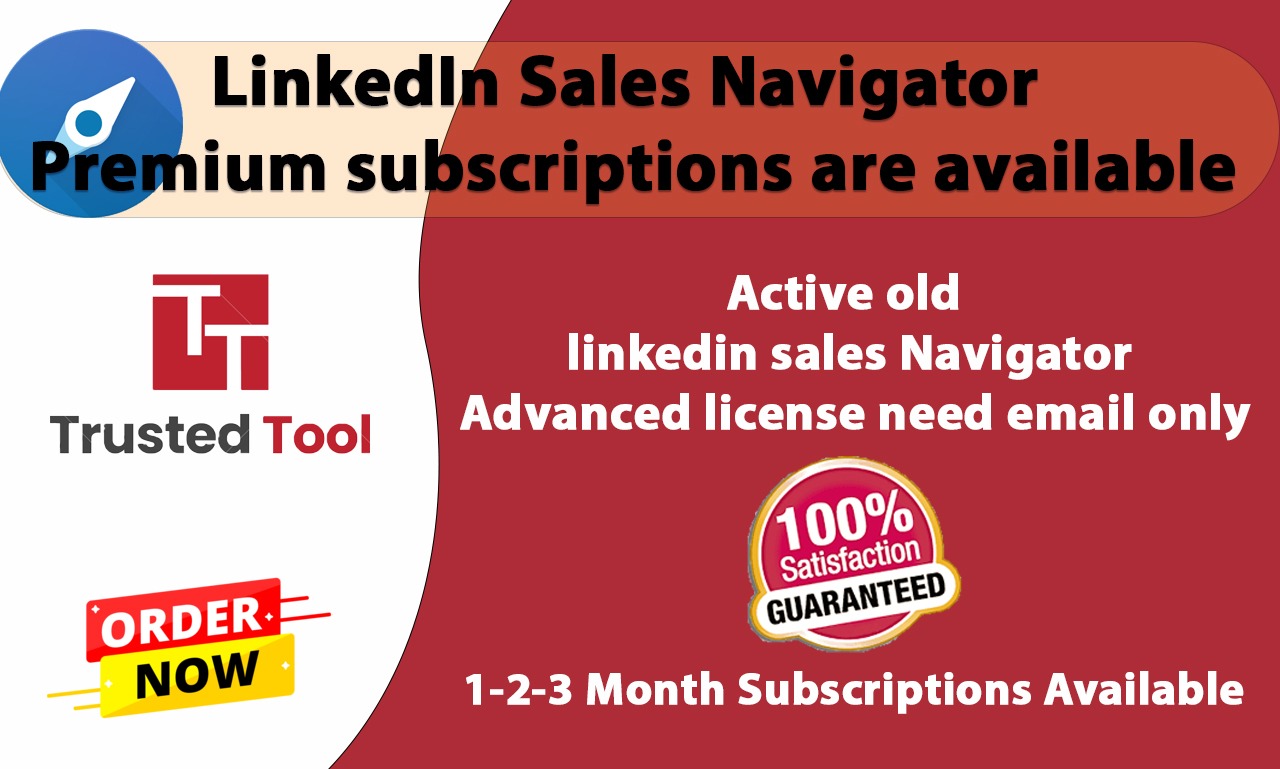 LinkedIn Sales Navigator
Premium subscriptions are available
TT
Trusted Tool
Active old
linkedin sales Navigator
Advanced license need email only
100%
Satisfaction
GUARANTEED
ORDER
NOW
1-2-3 Month Subscriptions Available